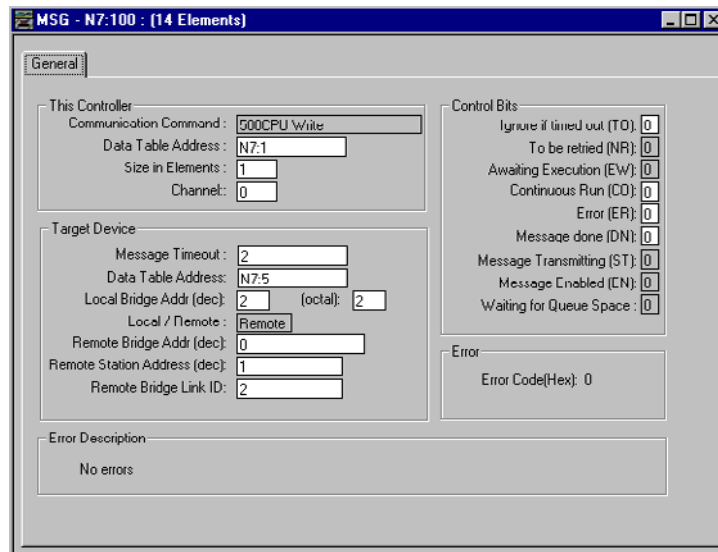 MSG - N7:100 : (14 Elements)
General
This Controller
Communication Command : 500CPU Write
Data Table Address : N7:1
Size in Elements : 1
Channel: 0
Target Device
Message Timeout : 2
Data Table Address: N7:5
Local Bridge Addr (dec): 2 (octal): 2
Local / Remote : Remote
Remote Bridge Addr (dec): 0
Remote Station Address (dec): 1
Remote Bridge Link ID: 2
Control Bits
Ignore if timed out (TO): 0
To be retried (NR): 0
Awaiting Execution (EW): 0
Continuous Run (CO): 0
Error (ER): 0
Message done (DN): 0
Message Transmitting (ST): 0
Message Enabled (EN): 0
Waiting for Queue Space : 0
Error
Error Code(Hex): 0
Error Description
No errors